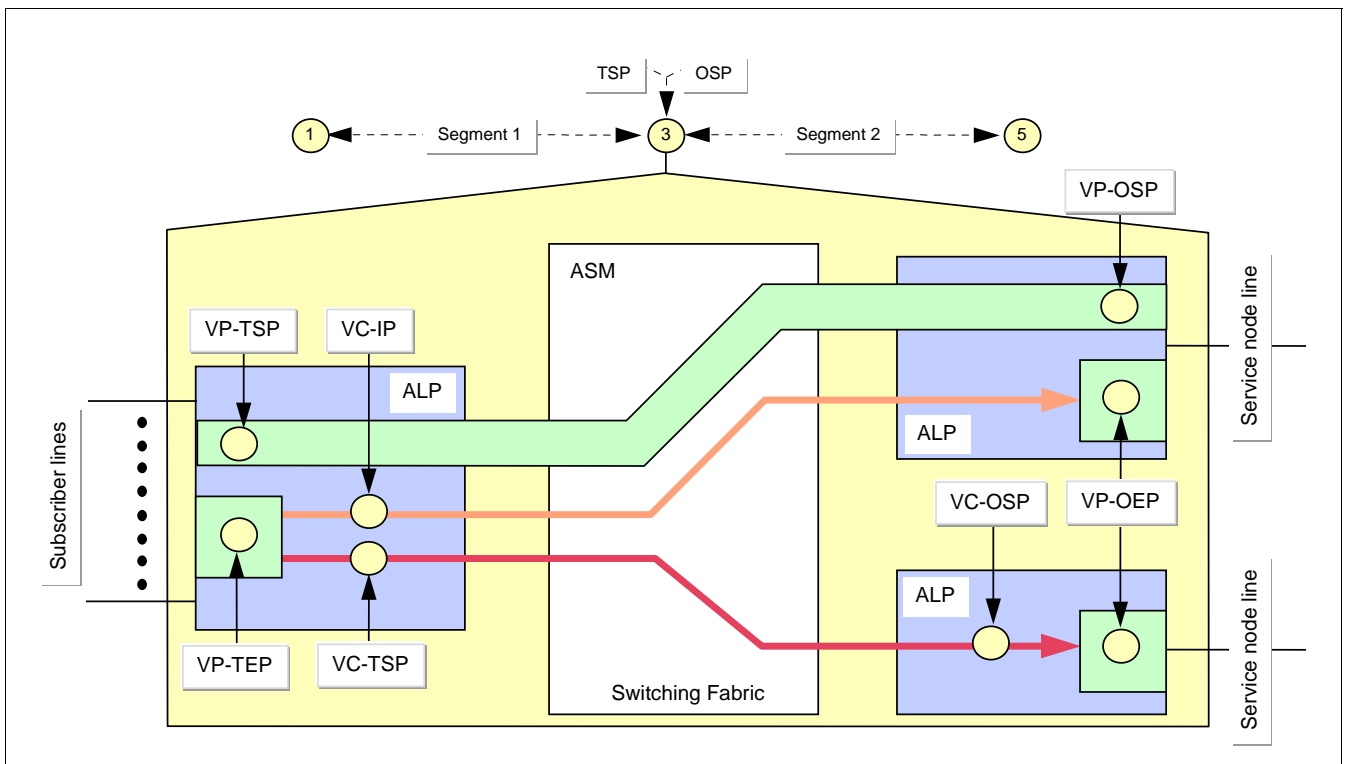 TSP
OSP
1
Segment 1
3
Segment 2
5
VP-OSP
ASM
Service node line
VP-TSP
VC-IP
ALP
ALP
Subscriber lines
VC-OSP
VP-OEP
ALP
Service node line
VP-TEP
VC-TSP
Switching Fabric